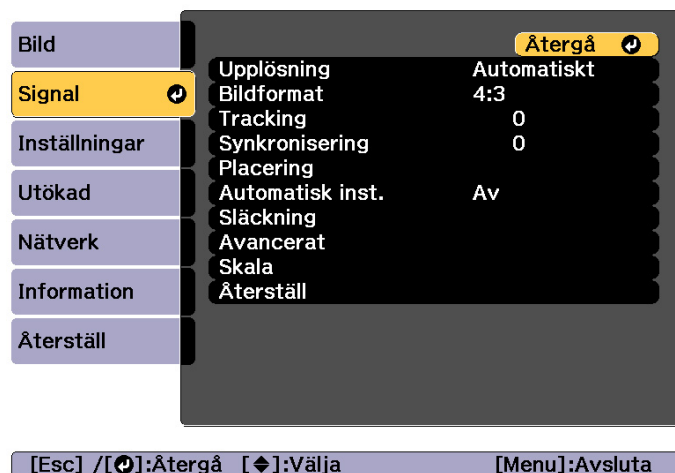 Bild
Signal
Inställningar
Utökad
Nätverk
Information
Återställ
Återgå
Upplösning Automatiskt
Bildformat 4:3
Tracking 0
Synkronisering 0
Placering
Automatisk inst. Av
Släckning
Avancerat
Skala
Återställ
[Esc] /[⏎]:Återgå [◆]:Välja [Menu]:Avsluta